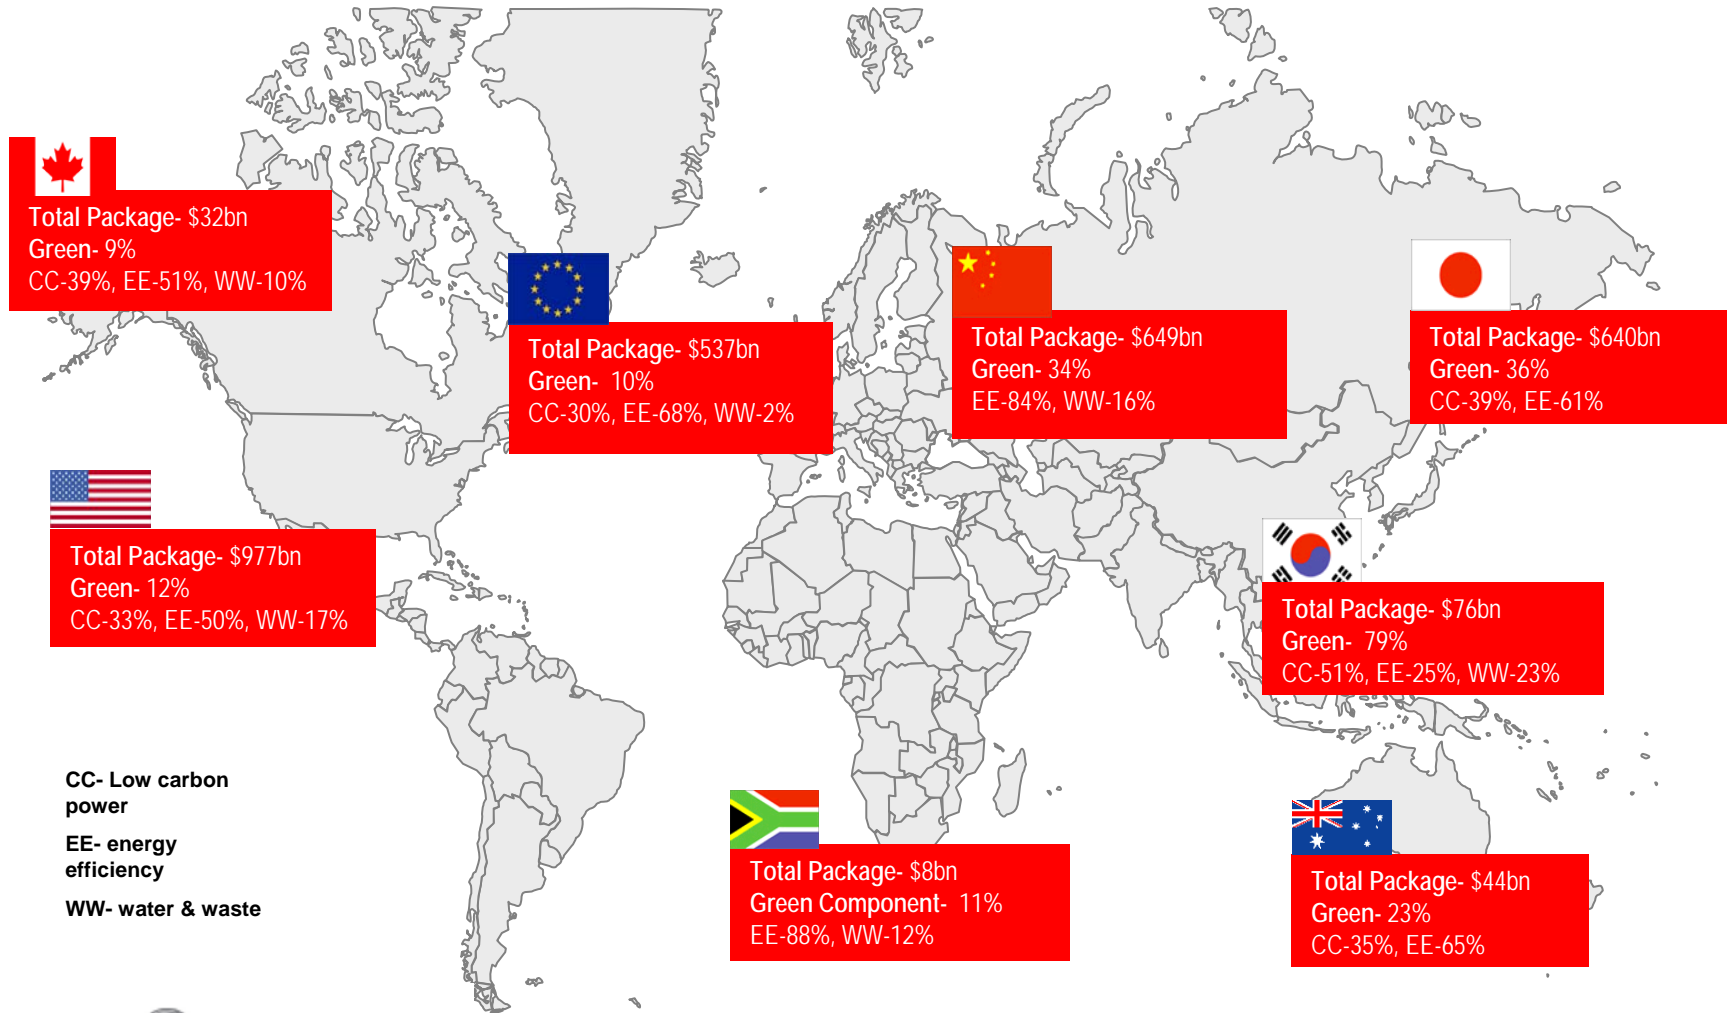 Total Package- $32bn
Green- 9%
CC-39%, EE-51%, WW-10%
Total Package- $537bn
Green- 10%
CC-30%, EE-68%, WW-2%
Total Package- $649bn
Green- 34%
EE-84%, WW-16%
Total Package- $640bn
Green- 36%
CC-39%, EE-61%
Total Package- $977bn
Green- 12%
CC-33%, EE-50%, WW-17%
Total Package- $76bn
Green- 79%
CC-51%, EE-25%, WW-23%
CC- Low carbon
power
EE- energy
efficiency
WW- water & waste
Total Package- $8bn
Green Component- 11%
EE-88%, WW-12%
Total Package- $44bn
Green- 23%
CC-35%, EE-65%